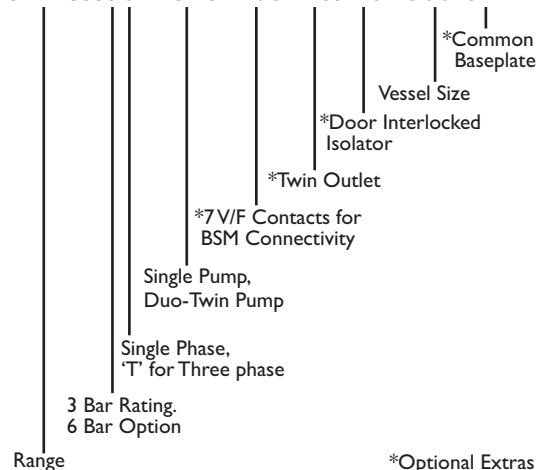 *Common
Baseplate
Vessel Size
*Door Interlocked
Isolator
*Twin Outlet
*7 V/F Contacts for
BSM Connectivity
Single Pump,
Duo-Twin Pump
Single Phase,
‘T’ for Three phase
3 Bar Rating.
6 Bar Option
Range
*Optional Extras